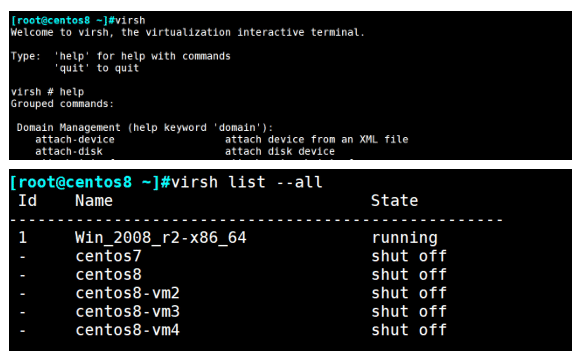 [root@centos8 ~]#virsh
Welcome to virsh, the virtualization interactive terminal.
Type:  'help' for help with commands
       'quit' to quit
virsh # help
Grouped commands:
 Domain Management (help keyword 'domain'):
    attach-device                  attach device from an XML file
    attach-disk                    attach disk device
[root@centos8 ~]#virsh list --all
 Id    Name                           State
----------------------------------------------------
 1     Win_2008_r2-x86_64             running
 -     centos7                        shut off
 -     centos8                        shut off
 -     centos8-vm2                    shut off
 -     centos8-vm3                    shut off
 -     centos8-vm4                    shut off